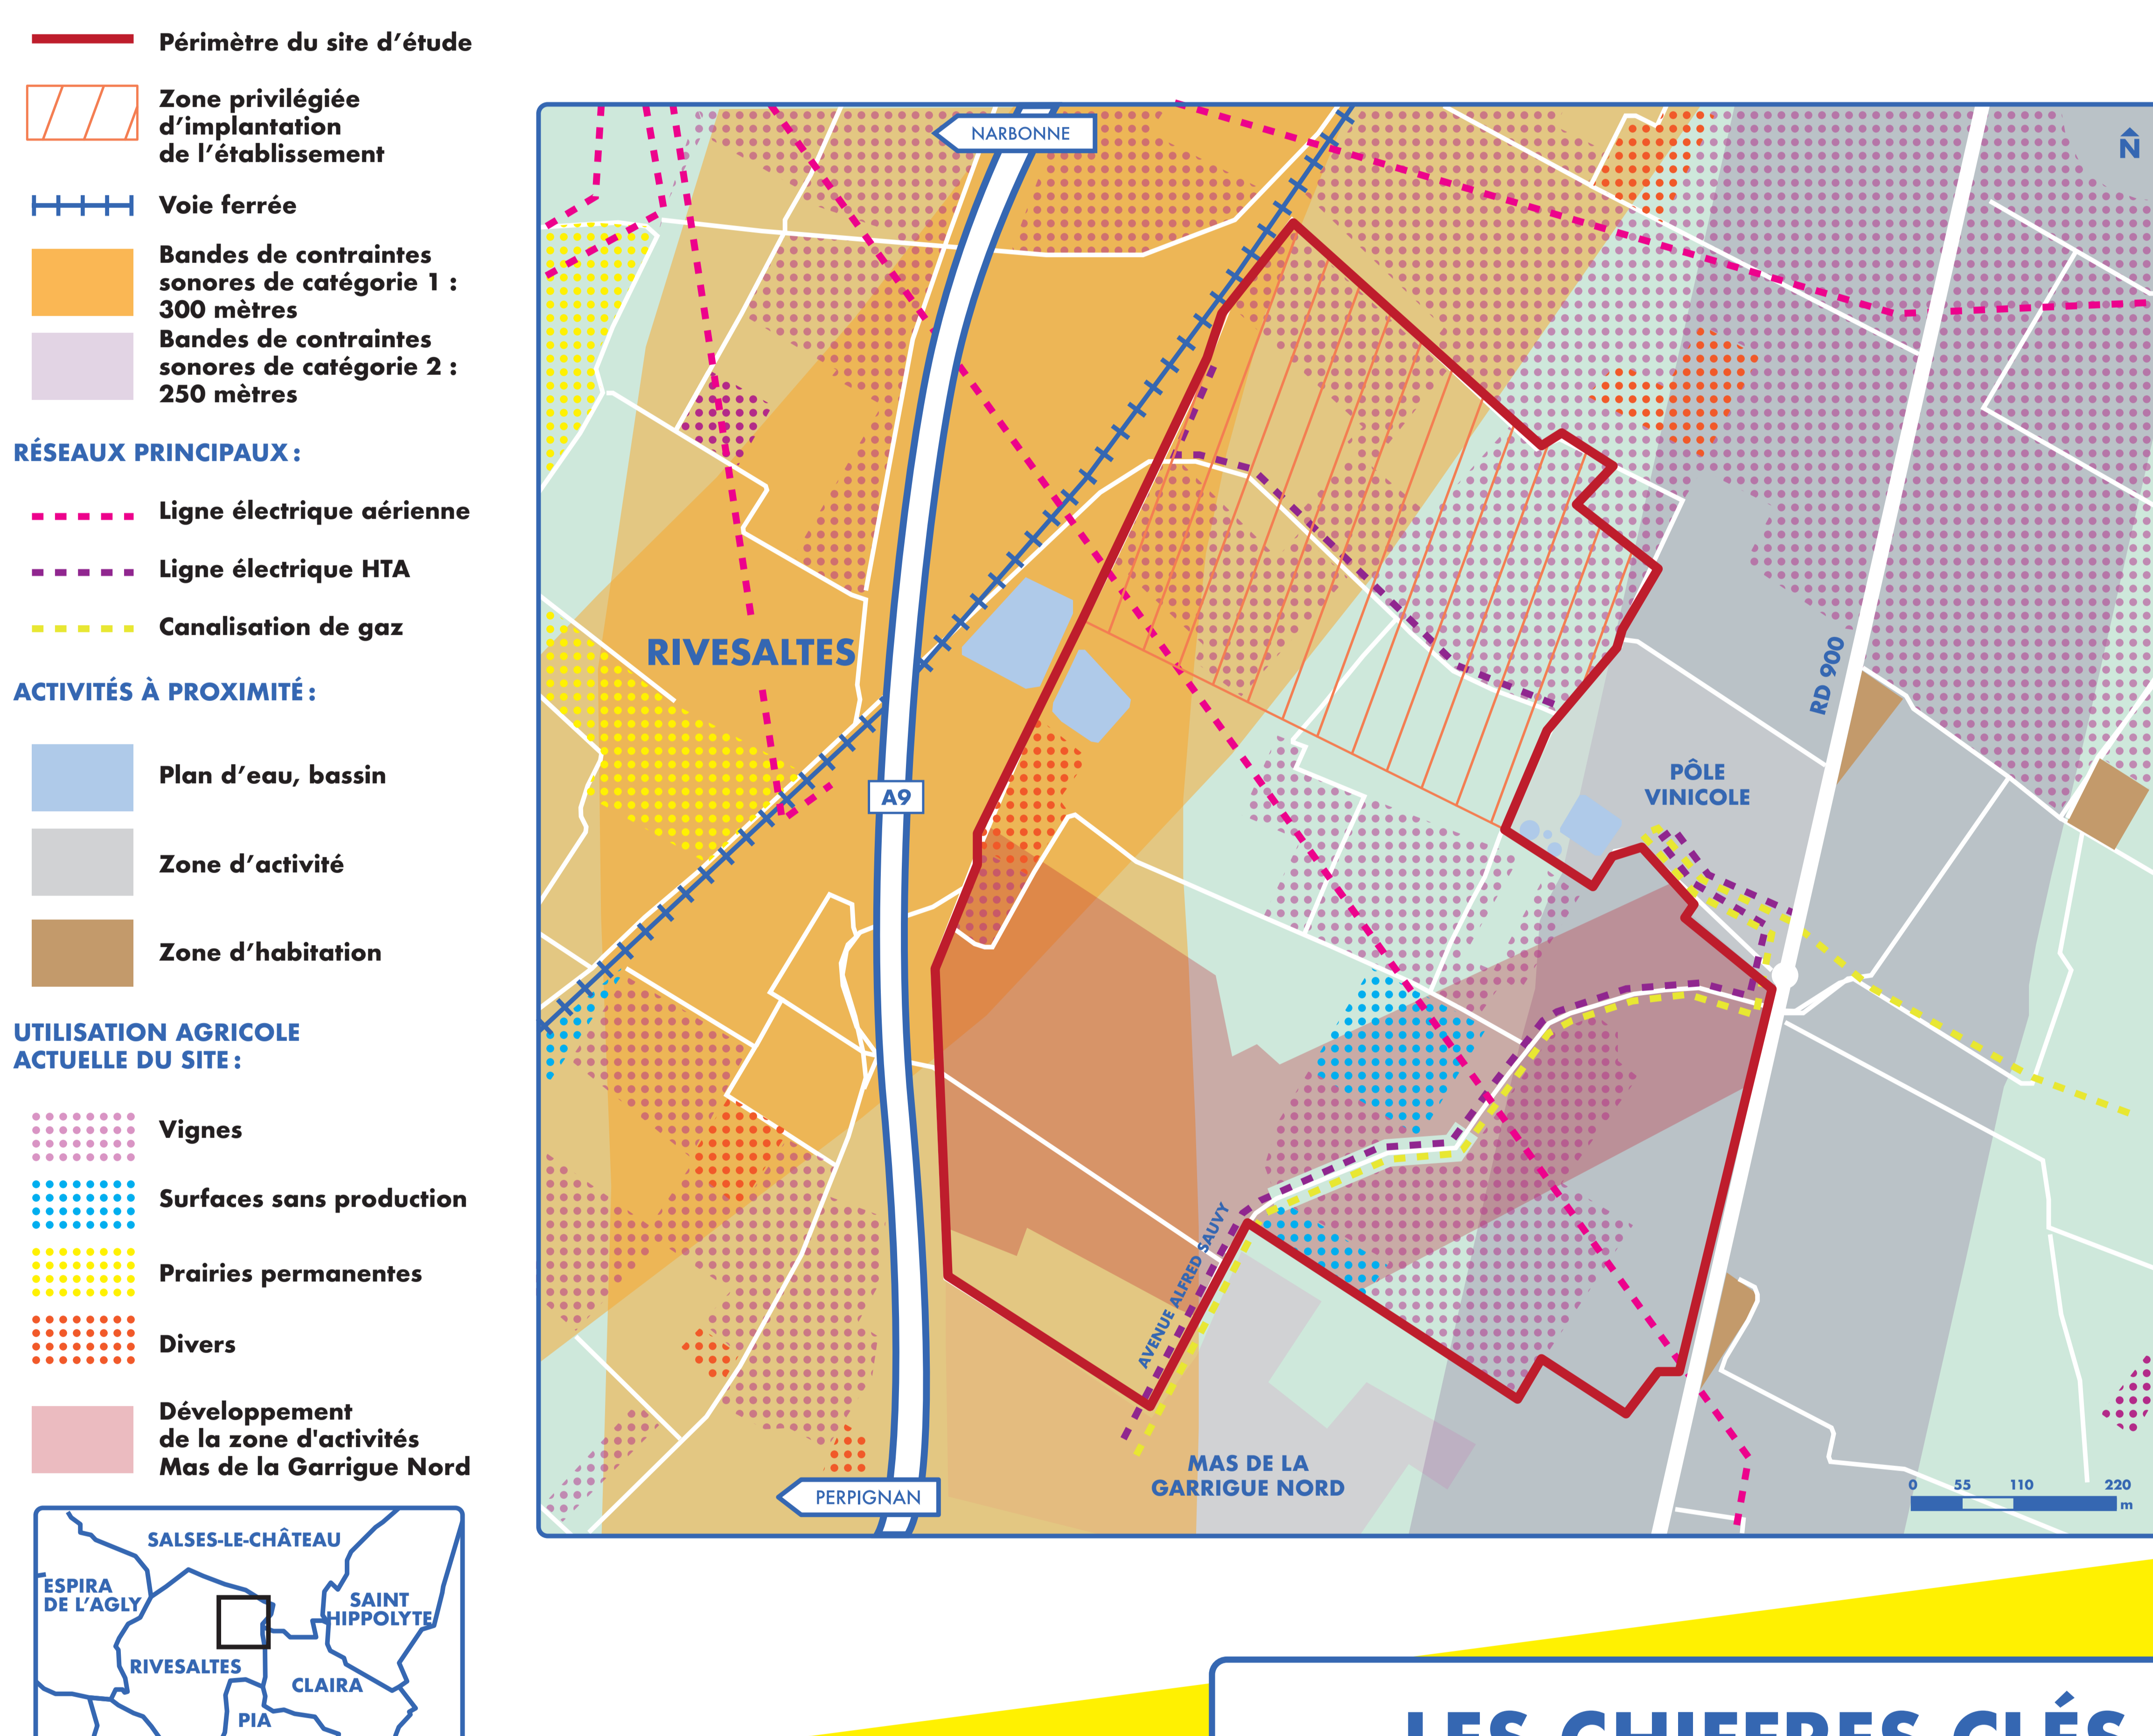 Périmètre du site d’étude
Zone privilégiée
d’implantation
de l’établissement
Voie ferrée
Bandes de contraintes
sonores de catégorie 1 :
300 mètres
Bandes de contraintes
sonores de catégorie 2 :
250 mètres
RÉSEAUX PRINCIPAUX :
Ligne électrique aérienne
Ligne électrique HTA
Canalisation de gaz
ACTIVITÉS À PROXIMITÉ :
Plan d’eau, bassin
Zone d’activité
Zone d’habitation
UTILISATION AGRICOLE
ACTUELLE DU SITE :
Vignes
Surfaces sans production
Prairies permanentes
Divers
Développement
de la zone d'activités
Mas de la Garrigue Nord
SALSES-LE-CHÂTEAU
ESPIRA
DE L’AGLY
SAINT
HIPPOLYTE
RIVESALTES
CLAIRA
PIA
NARBONNE
N
RIVESALTES
RD 900
A9
PÔLE
VINICOLE
AVENUE ALFRED SAUVY
MAS DE LA
GARRIGUE NORD
PERPIGNAN
0 55 110 220
m
LES CHIFFRES CLÉS